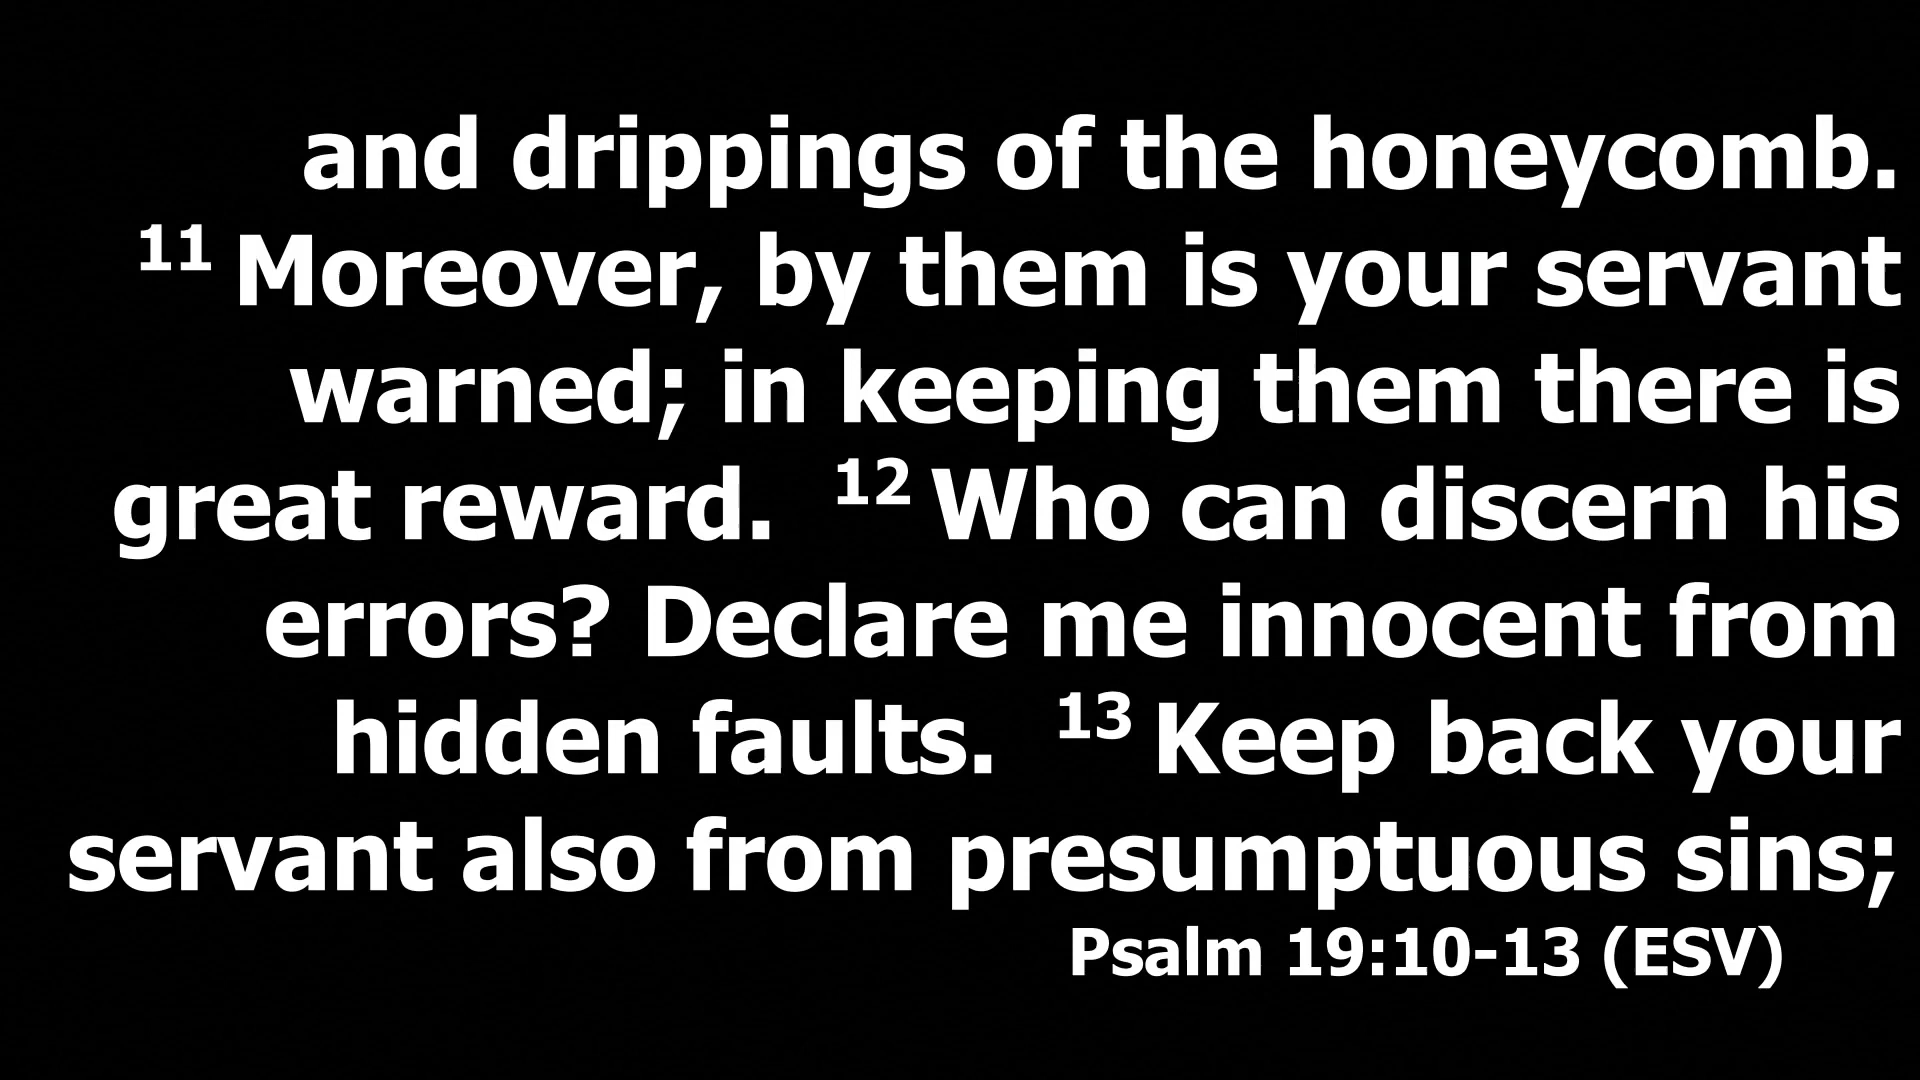 and drippings of the honeycomb.
11 Moreover, by them is your servant
warned; in keeping them there is
great reward. 12 Who can discern his
errors? Declare me innocent from
hidden faults. 13 Keep back your
servant also from presumptuous sins;
Psalm 19:10-13 (ESV)